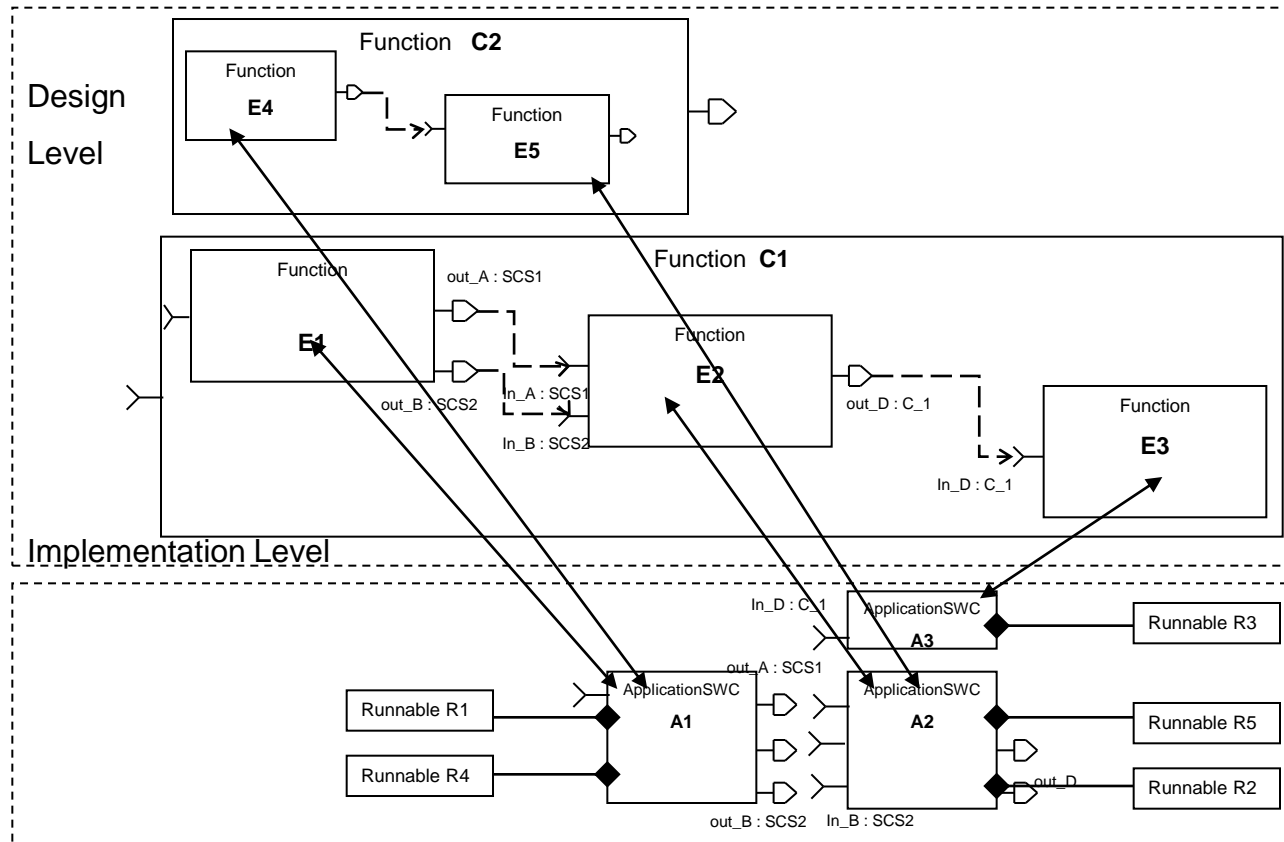 Function C2
Function
E4
Design
Level
Function
E5
Function C1
Function
E1
out_A : SCS1
out_B : SCS2
In_A : SCS1
In_B : SCS2
Function
E2
out_D : C_1
In_D : C_1
Function
E3
Implementation Level
In_D : C_1
ApplicationSWC
A3
Runnable R3
out_A : SCS1
ApplicationSWC
A1
Runnable R1
Runnable R4
out_B : SCS2
ApplicationSWC
A2
In_B : SCS2
out_D
Runnable R5
Runnable R2